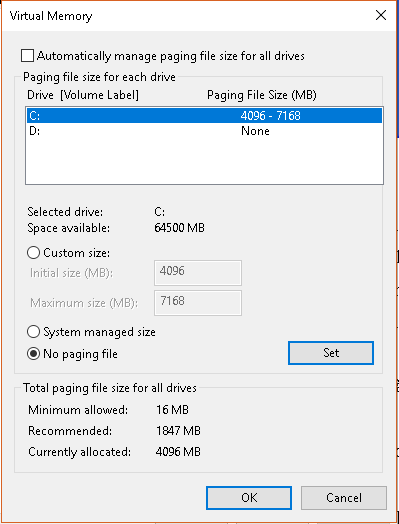 Virtual Memory
Automatically manage paging file size for all drives
Paging file size for each drive
Drive [Volume Label] Paging File Size (MB)
C: 4096 - 7168
D: None
Selected drive: C:
Space available: 64500 MB
Custom size:
Initial size (MB): 4096
Maximum size (MB): 7168
System managed size
No paging file Set
Total paging file size for all drives
Minimum allowed: 16 MB
Recommended: 1847 MB
Currently allocated: 4096 MB
OK Cancel